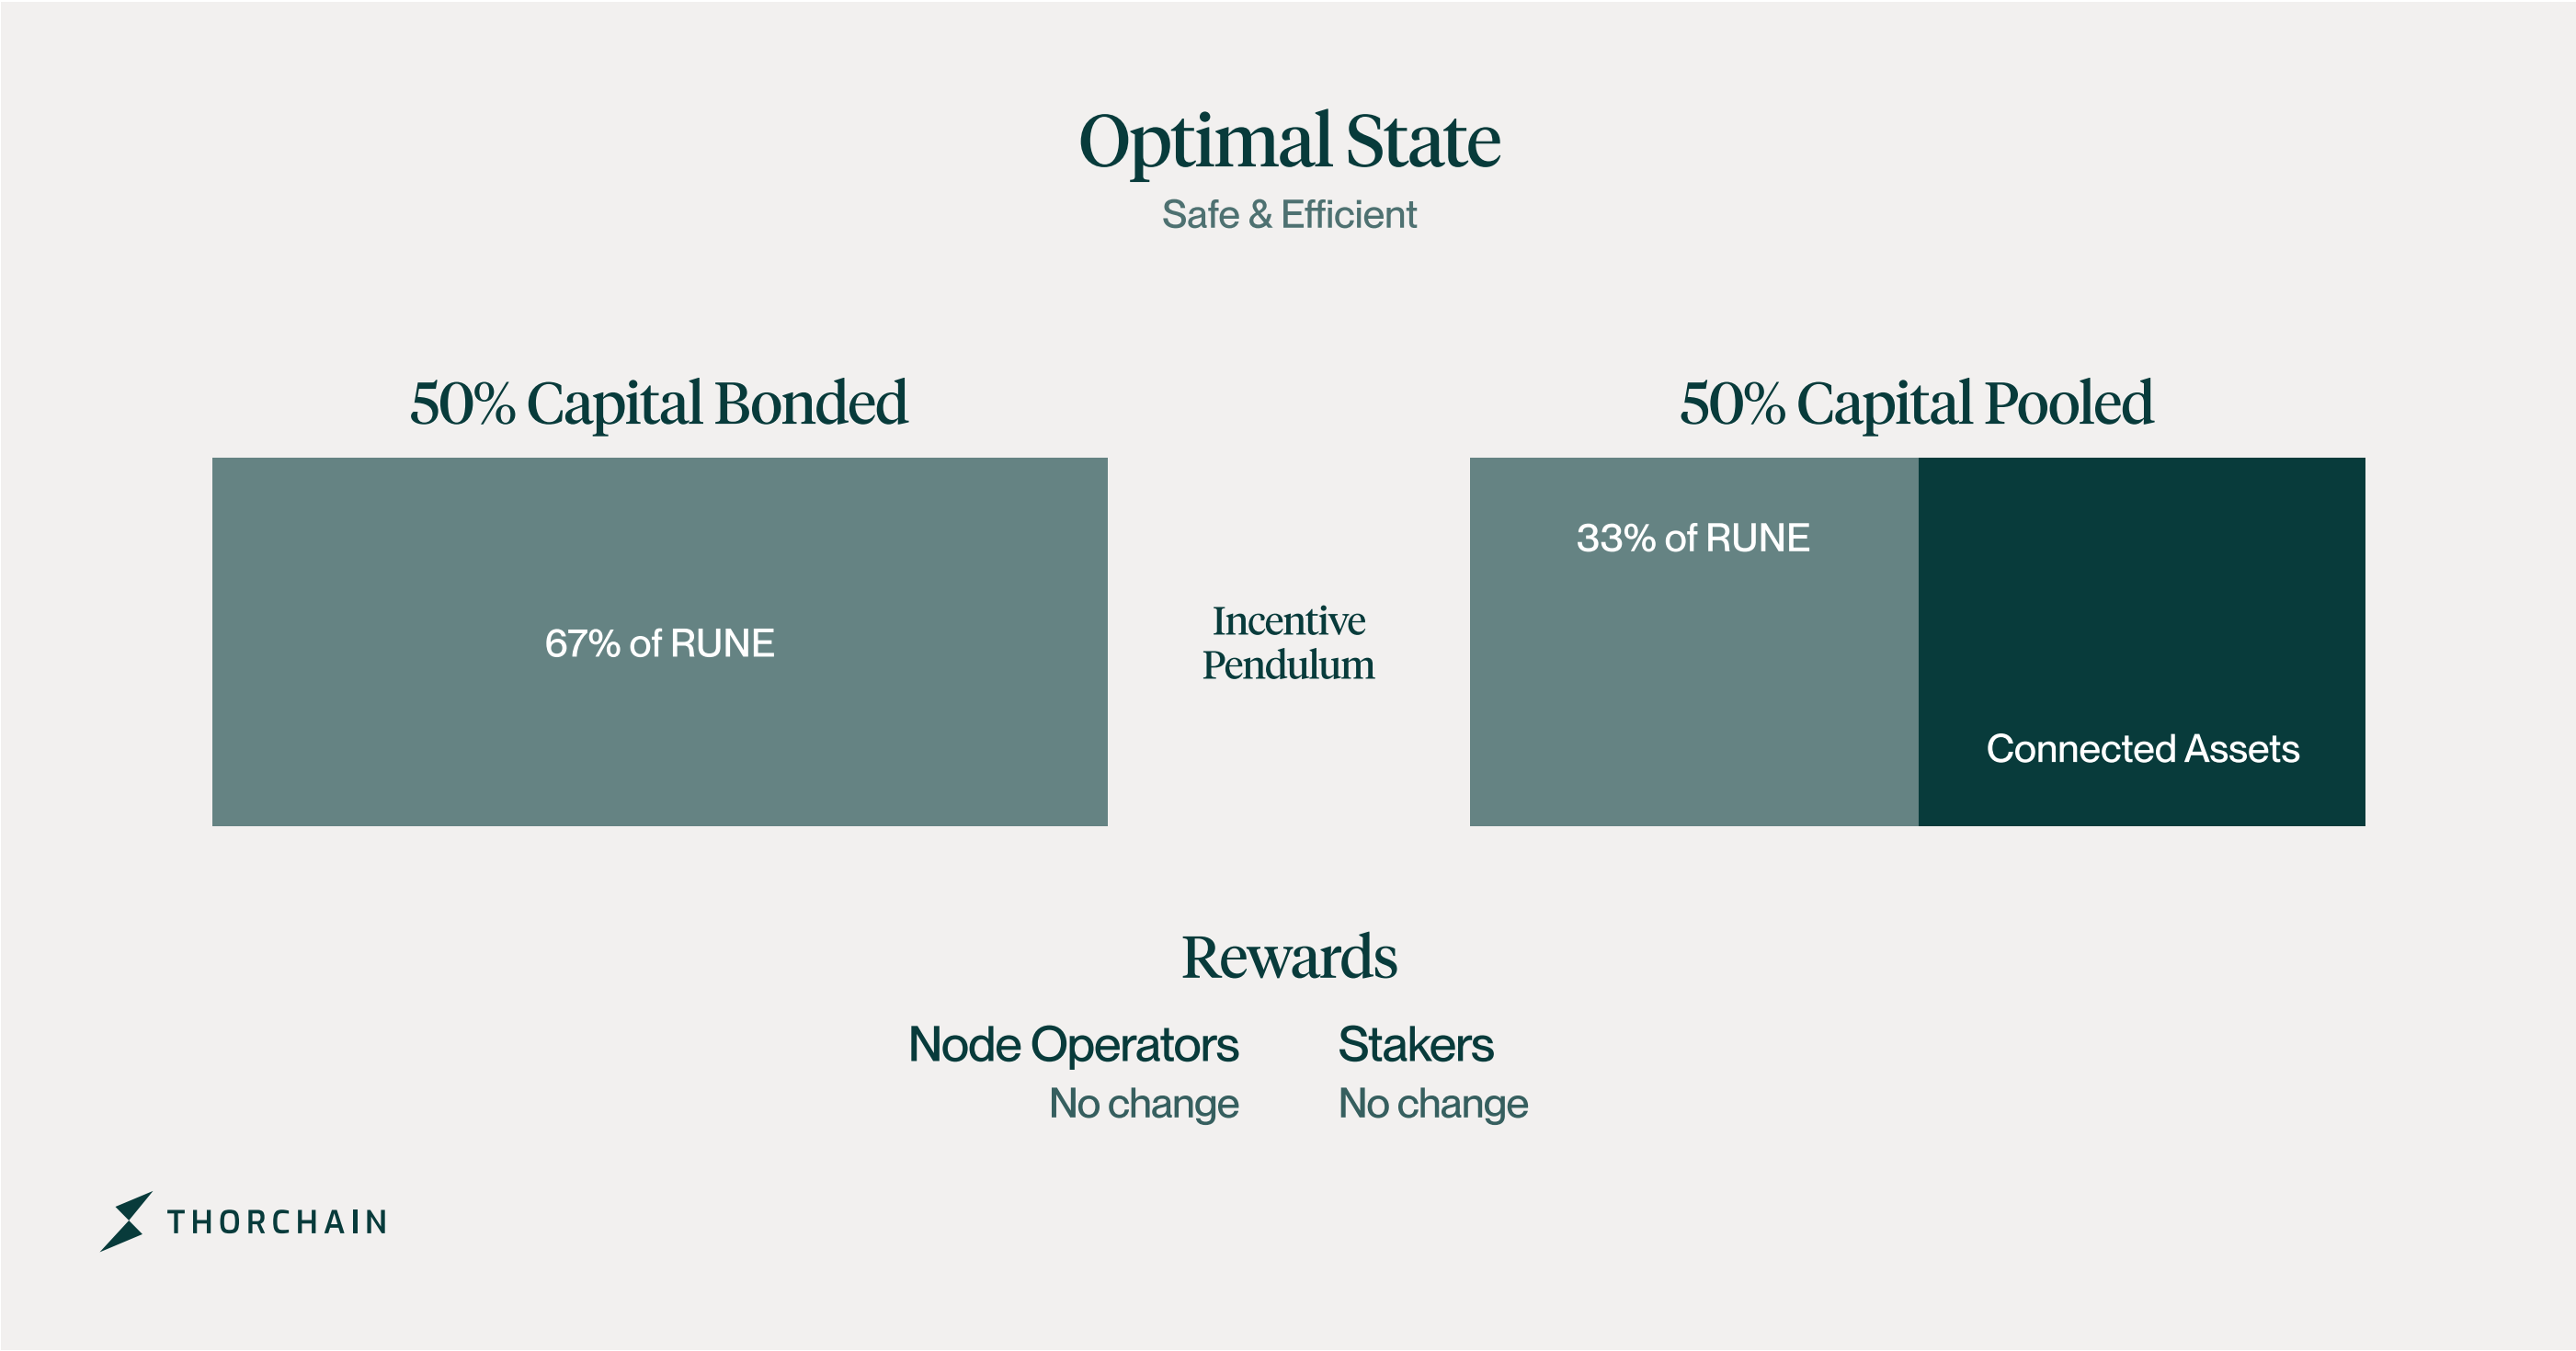 Optimal State
Safe & Efficient
50% Capital Bonded
50% Capital Pooled
67% of RUNE
Incentive
Pendulum
33% of RUNE
Connected Assets
Rewards
Node Operators
No change
Stakers
No change
THORCHAIN